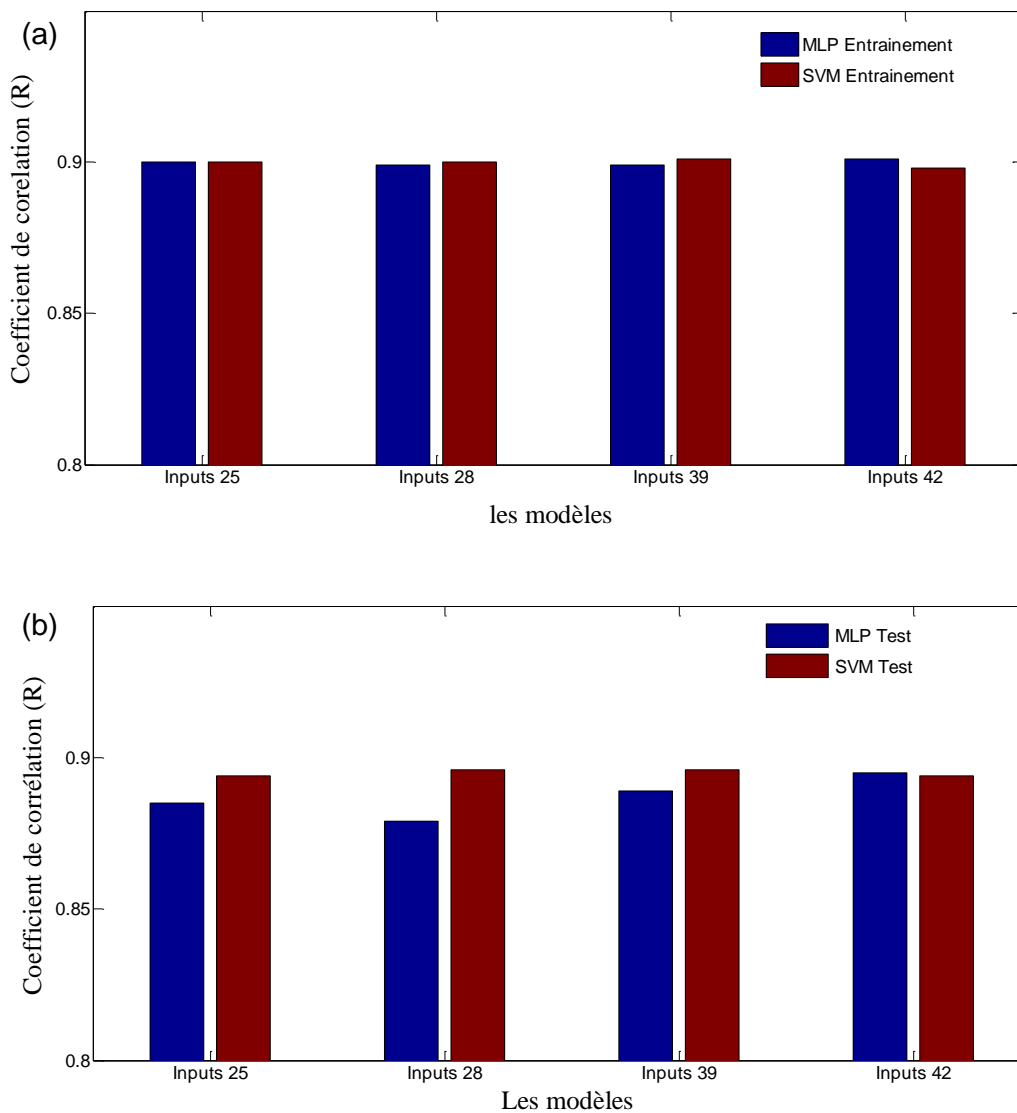 (a)
MLP Entrainement
SVM Entrainement
Coefficient de corelation (R)
0.9
0.85
0.8
Inputs 25 Inputs 28 Inputs 39 Inputs 42
les modèles
(b)
MLP Test
SVM Test
Coefficient de corrélation (R)
0.9
0.85
0.8
Inputs 25 Inputs 28 Inputs 39 Inputs 42
Les modèles